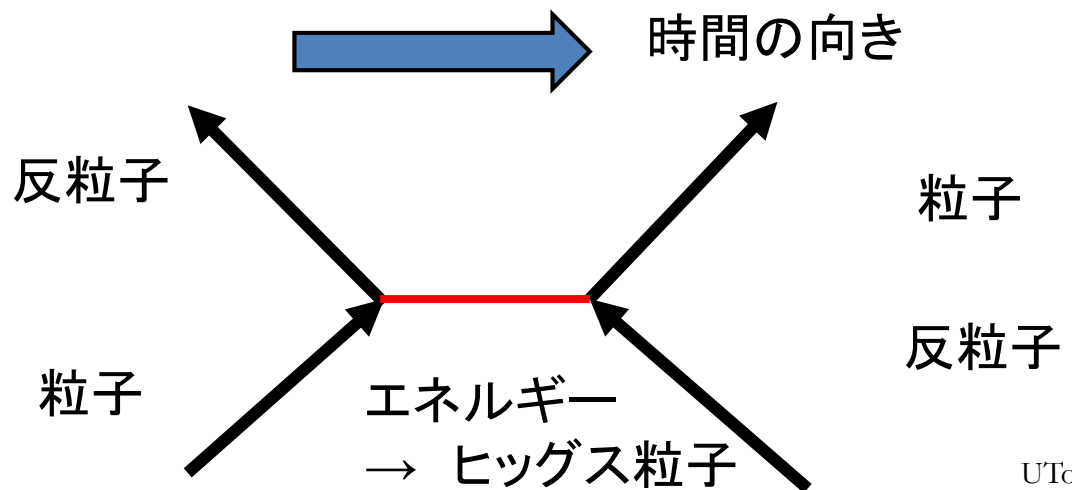 時間の向き
反粒子
粒子
粒子
反粒子
エネルギー
→ ヒッグス粒子